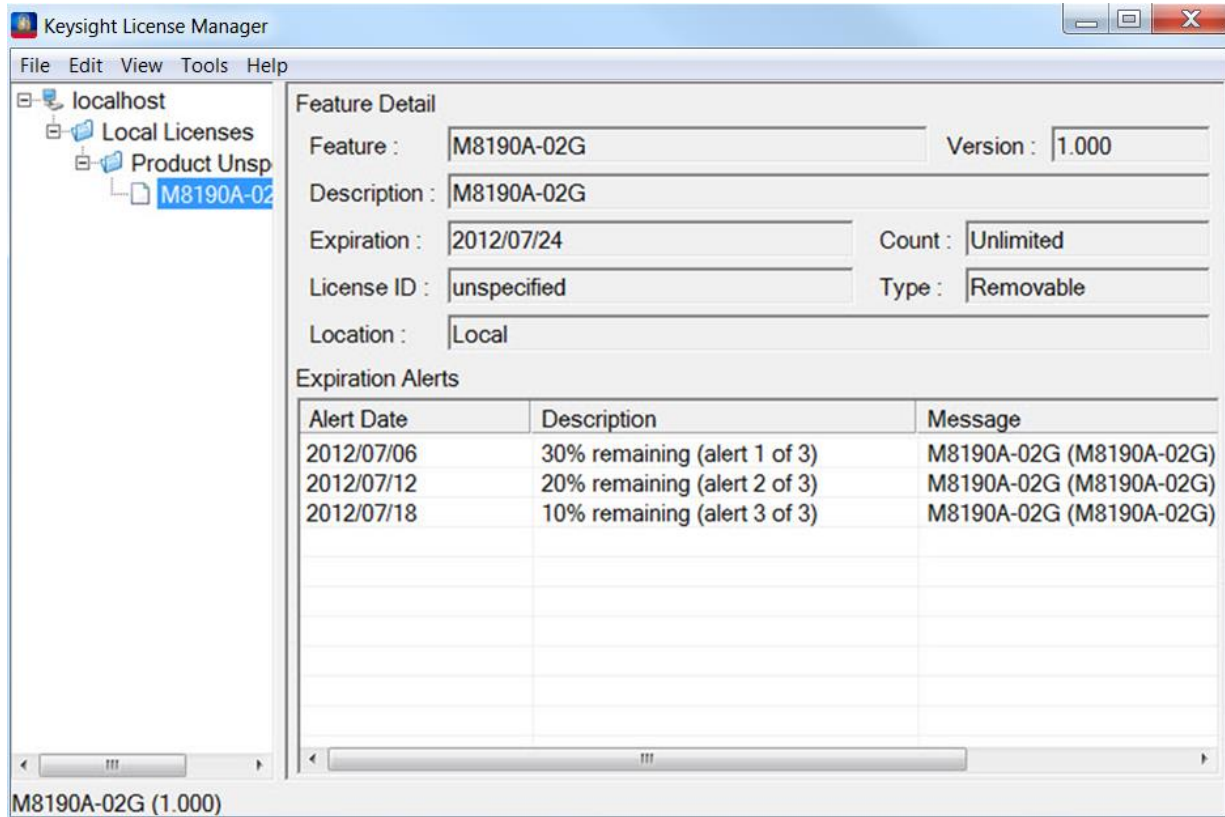 Keysight License Manager
File Edit View Tools Help
localhost
Local Licenses
Product Unsp
M8190A-02
Feature Detail
Feature : M8190A-02G Version : 1.000
Description : M8190A-02G
Expiration : 2012/07/24 Count : Unlimited
License ID : unspecified Type : Removable
Location : Local
Expiration Alerts
Alert Date Description Message
2012/07/06 30% remaining (alert 1 of 3) M8190A-02G (M8190A-02G)
2012/07/12 20% remaining (alert 2 of 3) M8190A-02G (M8190A-02G)
2012/07/18 10% remaining (alert 3 of 3) M8190A-02G (M8190A-02G)
M8190A-02G (1.000)